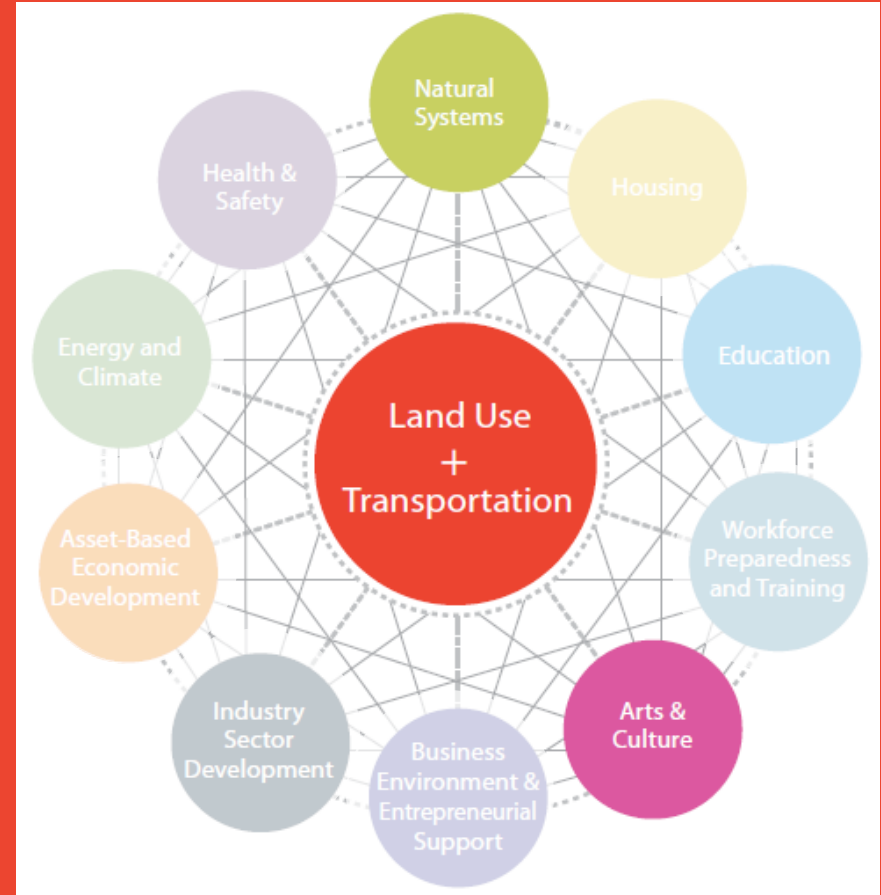 Natural
Systems
Housing
Education
Workforce
Preparedness
and Training
Arts &
Culture
Business
Environment &
Entrepreneurial
Support
Industry
Sector
Development
Asset-Based
Economic
Development
Energy and
Climate
Health &
Safety
Land Use
+
Transportation